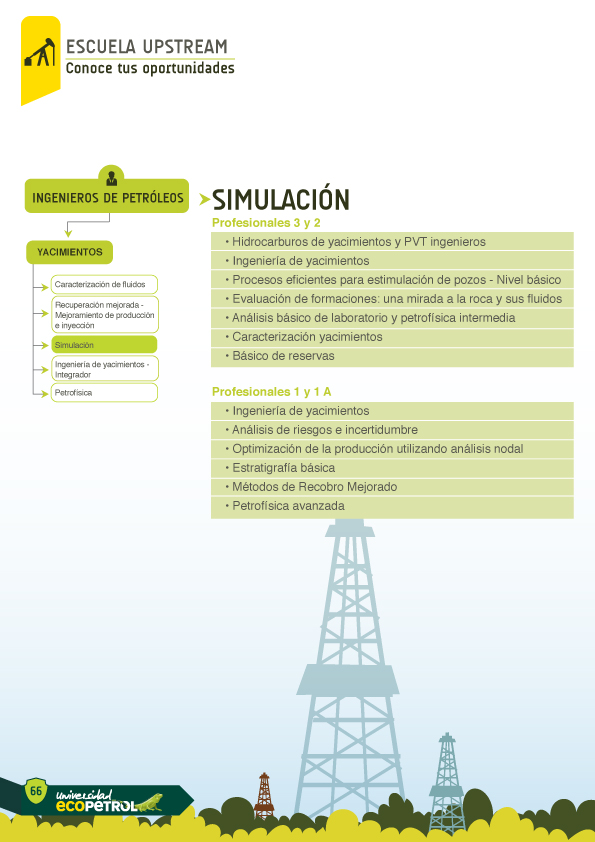 ESCUELA UPSTREAM
Conoce tus oportunidades
INGENIEROS DE PETRÓLEOS
YACIMIENTOS
Caracterización de fluidos
Recuperación mejorada -
Mejoramiento de producción
e inyección
Simulación
Ingeniería de yacimientos -
Integrador
Petrofísica
SIMULACIÓN
Profesionales 3 y 2
• Hidrocarburos de yacimientos y PVT ingenieros
• Ingeniería de yacimientos
• Procesos eficientes para estimulación de pozos - Nivel básico
• Evaluación de formaciones: una mirada a la roca y sus fluidos
• Análisis básico de laboratorio y petrofísica intermedia
• Caracterización yacimientos
• Básico de reservas
Profesionales 1 y 1 A
• Ingeniería de yacimientos
• Análisis de riesgos e incertidumbre
• Optimización de la producción utilizando análisis nodal
• Estratigrafía básica
• Métodos de Recobro Mejorado
• Petrofísica avanzada
66
Universidad
ECOPETROL